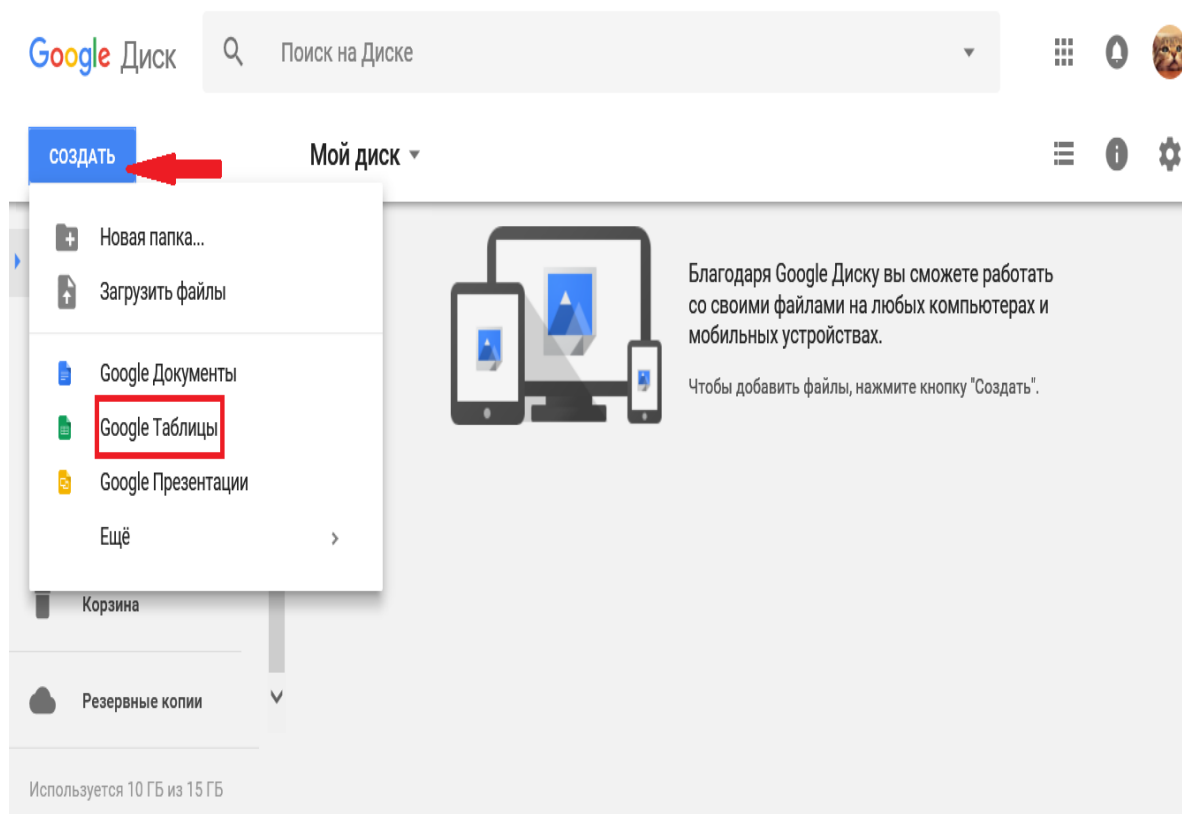 Google Диск
Поиск на Диске
СОЗДАТЬ
Мой диск
Новая папка...
Загрузить файлы
Google Документы
Google Таблицы
Google Презентации
Ещё
Корзина
Резервные копии
Используется 10 ГБ из 15 ГБ
Благодаря Google Диску вы сможете работать
со своими файлами на любых компьютерах и
мобильных устройствах.
Чтобы добавить файлы, нажмите кнопку "Создать".